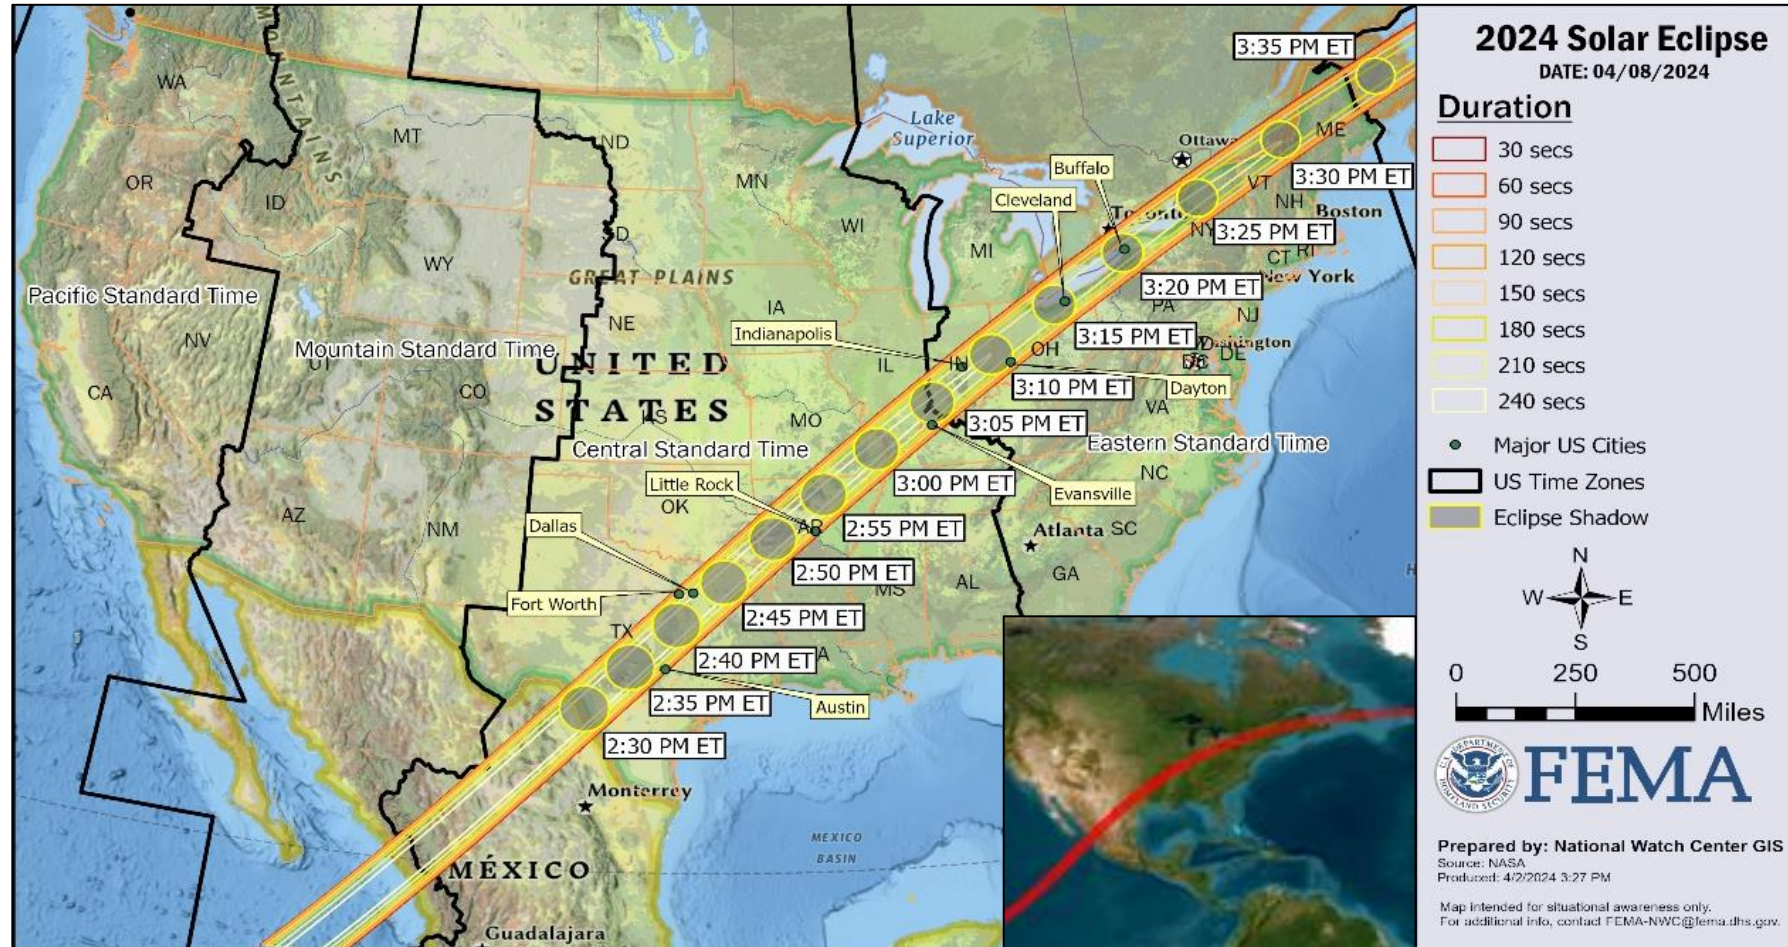 2024 Solar Eclipse
DATE: 04/08/2024
Duration
30 secs
60 secs
90 secs
120 secs
150 secs
180 secs
210 secs
240 secs
Major US Cities
US Time Zones
Eclipse Shadow
N
W E
S
0 250 500
Miles
U.S. DEPARTMENT OF HOMELAND SECURITY
FEMA
Prepared by: National Watch Center GIS
Source: NASA
Produced: 4/2/2024 3:27 PM
Map intended for situational awareness only.
For additional info, contact FEMA-NWC@fema.dhs.gov.
3:35 PM ET
3:30 PM ET
3:25 PM ET
3:20 PM ET
3:15 PM ET
3:10 PM ET
3:05 PM ET
3:00 PM ET
2:55 PM ET
2:50 PM ET
2:45 PM ET
2:40 PM ET
2:35 PM ET
2:30 PM ET
Buffalo
Cleveland
Indianapolis
Dayton
Evansville
Little Rock
Dallas
Fort Worth
Austin
Pacific Standard Time
Mountain Standard Time
Central Standard Time
Eastern Standard Time
UNITED
STATES
GREAT PLAINS
Lake
Superior
MÉXICO
MEXICO
BASIN
Monterrey
Guadalajara
Atlanta
Boston
New York
Toronto
WA
OR
CA
NV
ID
MT
WY
UT
CO
AZ
NM
ND
NE
KS
OK
TX
MN
IA
MO
AR
WI
IL
MI
IN
OH
MS
AL
GA
SC
NC
VA
PA
NY
NJ
DE
DC
CT
RI
VT
NH
ME